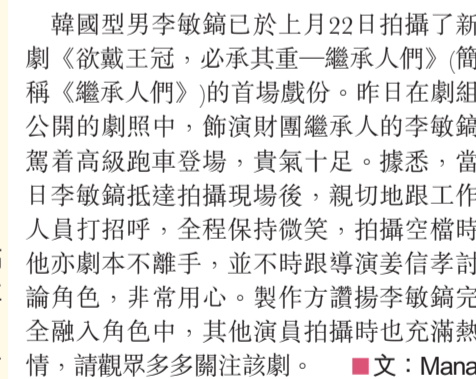 韓國型男李敏鎬已於上月22日拍攝了新
劇《欲戴王冠，必承其重—繼承人們》(簡
稱《繼承人們》)的首場戲份。昨日在劇組
公開的劇照中，飾演財團繼承人的李敏鎬
駕着高級跑車登場，貴氣十足。據悉，當
日李敏鎬抵達拍攝現場後，親切地跟工作
人員打招呼，全程保持微笑，拍攝空檔時
他亦劇本不離手，並不時跟導演姜信孝討
論角色，非常用心。製作方讚揚李敏鎬完
全融入角色中，其他演員拍攝時也充滿熱
情，請觀眾多多關注該劇。 ■文：Mana